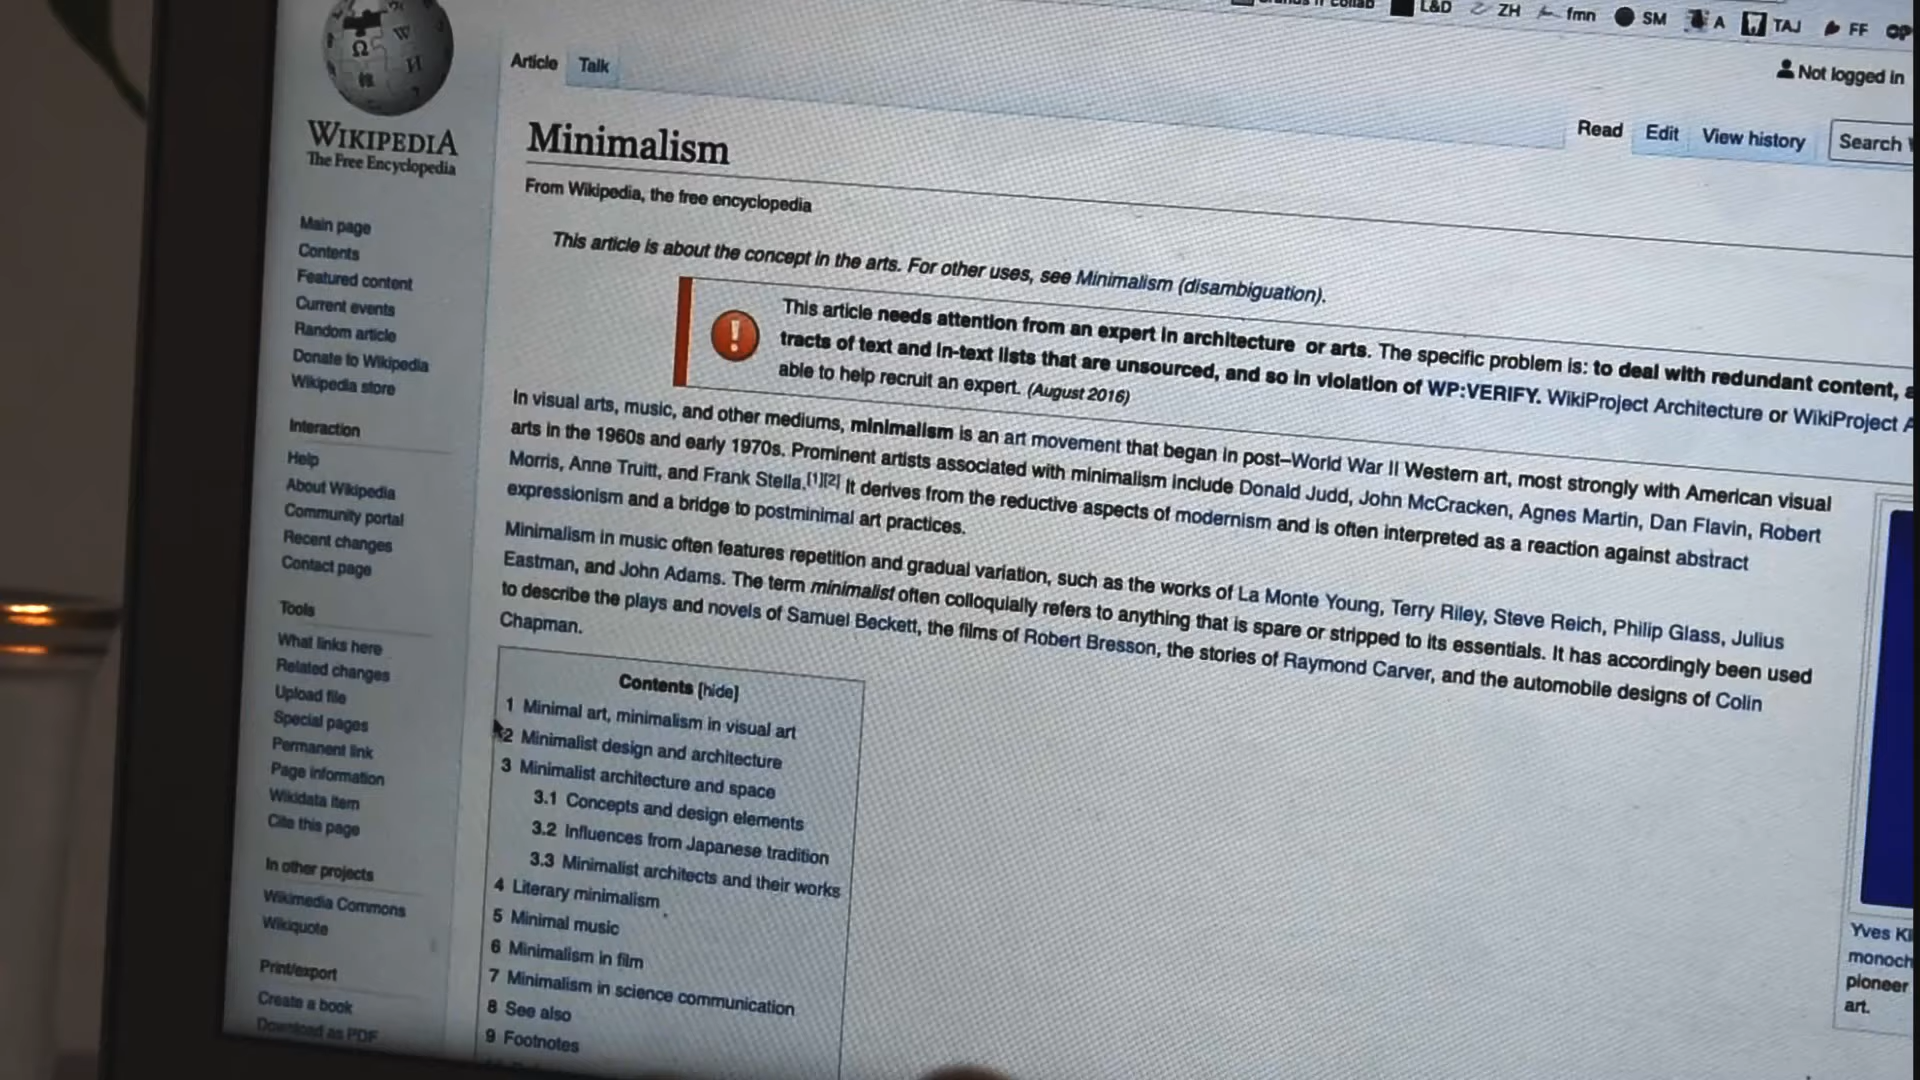 L&D ZH fmn SM A TAJ FF
Not logged in
Article Talk
Read Edit View history Search
WIKIPEDIA
The Free Encyclopedia
Main page
Contents
Featured content
Current events
Random article
Donate to Wikipedia
Wikipedia store
Interaction
Help
About Wikipedia
Community portal
Recent changes
Contact page
Tools
What links here
Related changes
Upload file
Special pages
Permanent link
Page information
Wikidata item
Cite this page
In other projects
Wikimedia Commons
Wikiquote
Print/export
Create a book
Download as PDF
Minimalism
From Wikipedia, the free encyclopedia
This article is about the concept in the arts. For other uses, see Minimalism (disambiguation).
This article needs attention from an expert in architecture or arts. The specific problem is: to deal with redundant content,
tracts of text and in-text lists that are unsourced, and so in violation of WP:VERIFY. WikiProject Architecture or WikiProject
able to help recruit an expert. (August 2016)
In visual arts, music, and other mediums, minimalism is an art movement that began in post–World War II Western art, most strongly with American visual
arts in the 1960s and early 1970s. Prominent artists associated with minimalism include Donald Judd, John McCracken, Agnes Martin, Dan Flavin, Robert
Morris, Anne Truitt, and Frank Stella.[1][2] It derives from the reductive aspects of modernism and is often interpreted as a reaction against abstract
expressionism and a bridge to postminimal art practices.
Minimalism in music often features repetition and gradual variation, such as the works of La Monte Young, Terry Riley, Steve Reich, Philip Glass, Julius
Eastman, and John Adams. The term minimalist often colloquially refers to anything that is spare or stripped to its essentials. It has accordingly been used
to describe the plays and novels of Samuel Beckett, the films of Robert Bresson, the stories of Raymond Carver, and the automobile designs of Colin
Chapman.
Contents [hide]
1 Minimal art, minimalism in visual art
2 Minimalist design and architecture
3 Minimalist architecture and space
3.1 Concepts and design elements
3.2 Influences from Japanese tradition
3.3 Minimalist architects and their works
4 Literary minimalism
5 Minimal music
6 Minimalism in film
7 Minimalism in science communication
8 See also
9 Footnotes
Yves Kl
monoch
pioneer
art.